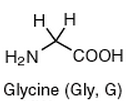 H H
H₂N COOH
Glycine (Gly, G)